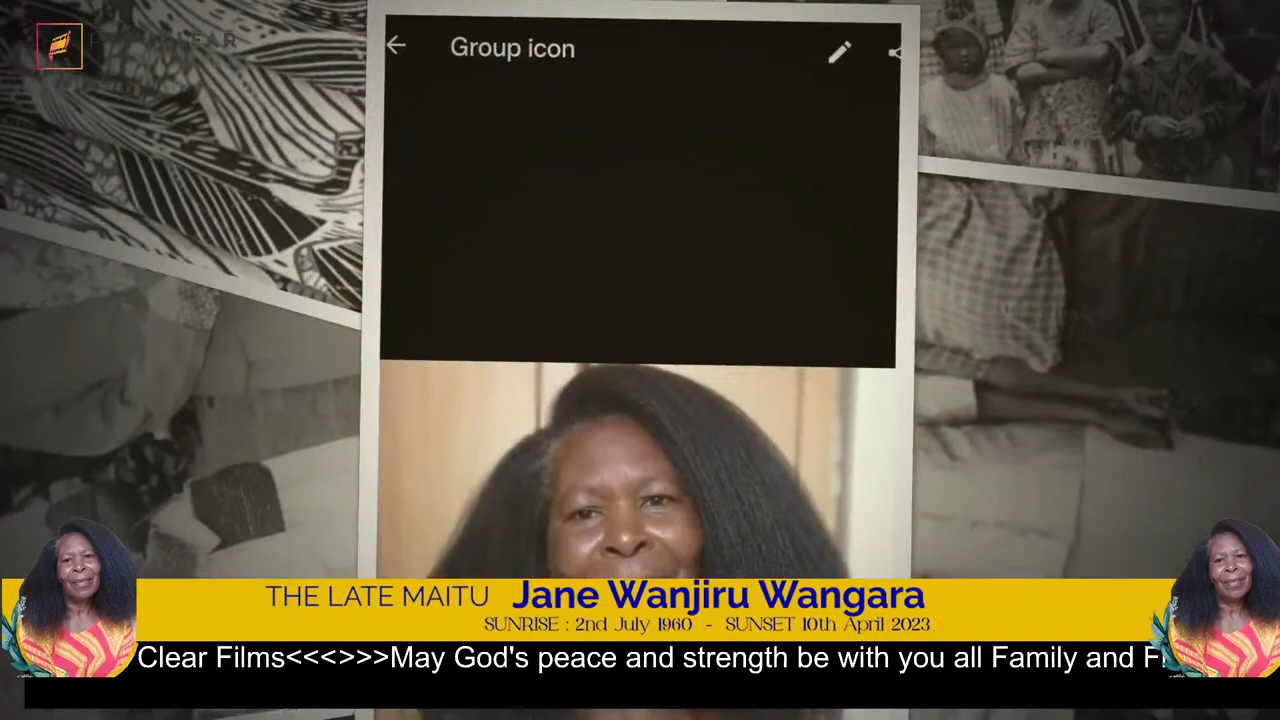 Group icon
THE LATE MAITU Jane Wanjiru Wangara
SUNRISE : 2nd July 1960 - SUNSET 10th April 2023
Clear Films<<<>>>May God's peace and strength be with you all Family and